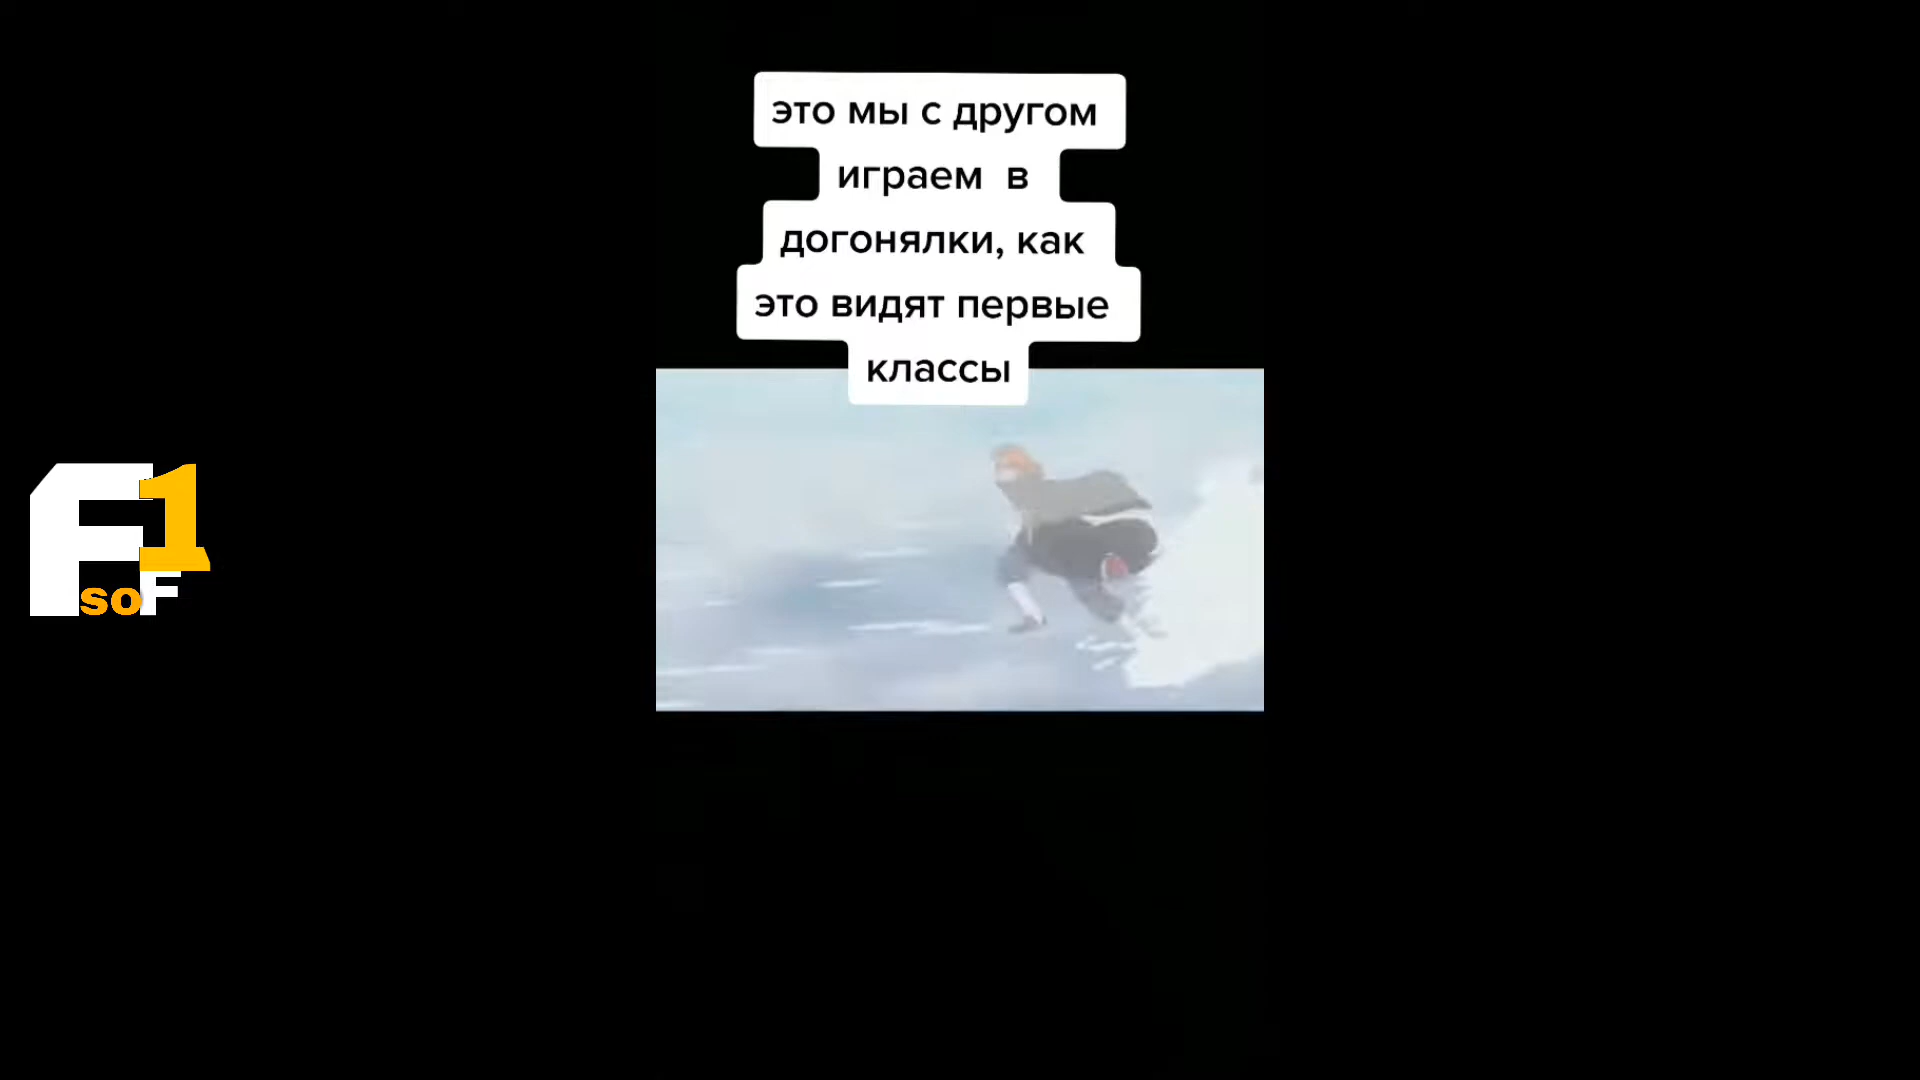 это мы с другом
играем в
догонялки, как
это видят первые
классы
F1
soF